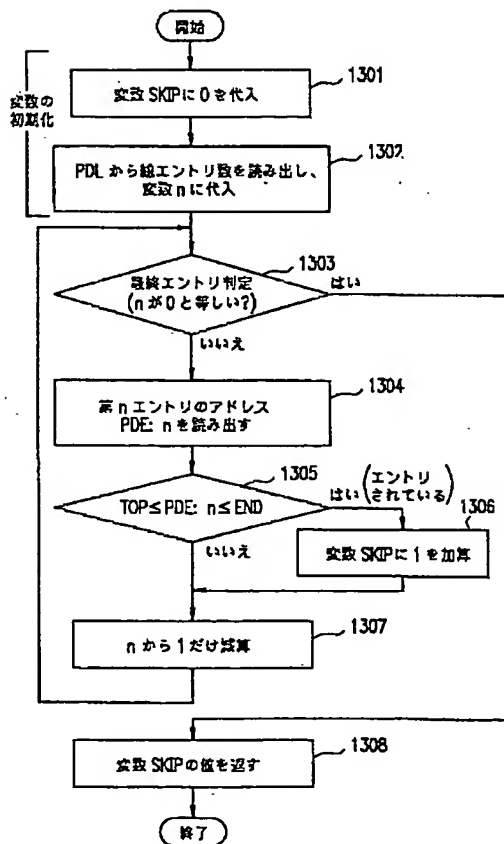 開始
変数の
初期化
1301
変数 SKIP に 0 を代入
1302
PDL から総エントリ数を読み出し、
変数 n に代入
1303
最終エントリ判定
(n が 0 と等しい?)
はい
いいえ
1304
第 n エントリのアドレス
PDE: n を読み出す
1305
TOP≤PDE: n≤END
はい
(エントリ
されている)
いいえ
1306
変数 SKIP に 1 を加算
1307
n から 1 だけ減算
1308
変数 SKIP の値を返す
終了